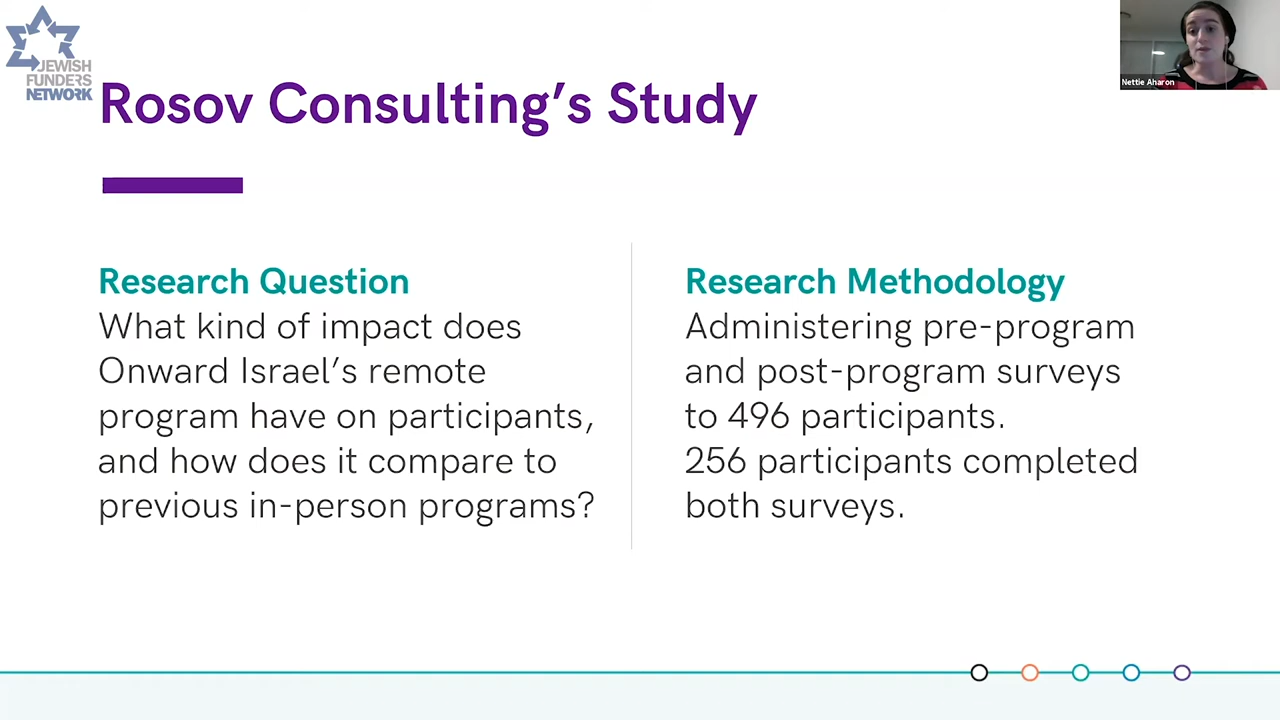 JEWISH
FUNDERS
NETWORK
Nettie Aharon
Rosov Consulting's Study
Research Question
What kind of impact does
Onward Israel's remote
program have on participants,
and how does it compare to
previous in-person programs?
Research Methodology
Administering pre-program
and post-program surveys
to 496 participants.
256 participants completed
both surveys.